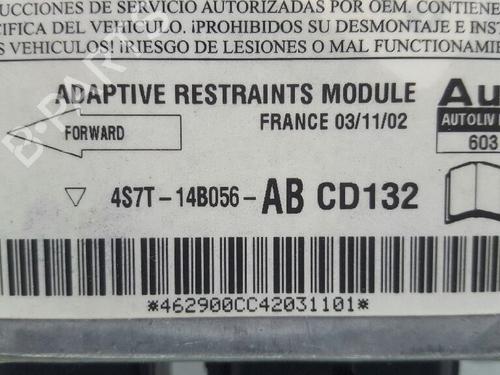 UCCIONES DE SERVICIO AUTORIZADAS POR OEM. CONTIENE
CIFICA DEL VEHICULO. ¡PROHIBIDOS SU DESMONTAJE E INST
S VEHICULOS! ¡RIESGO DE LESIONES O MAL FUNCTIONAMIEN
ADAPTIVE RESTRAINTS MODULE
Au
FORWARD
FRANCE 03/11/02
AUTOLIV
603
4S7T-14B056-AB CD132
*462900CC42031101*
B-PARTS